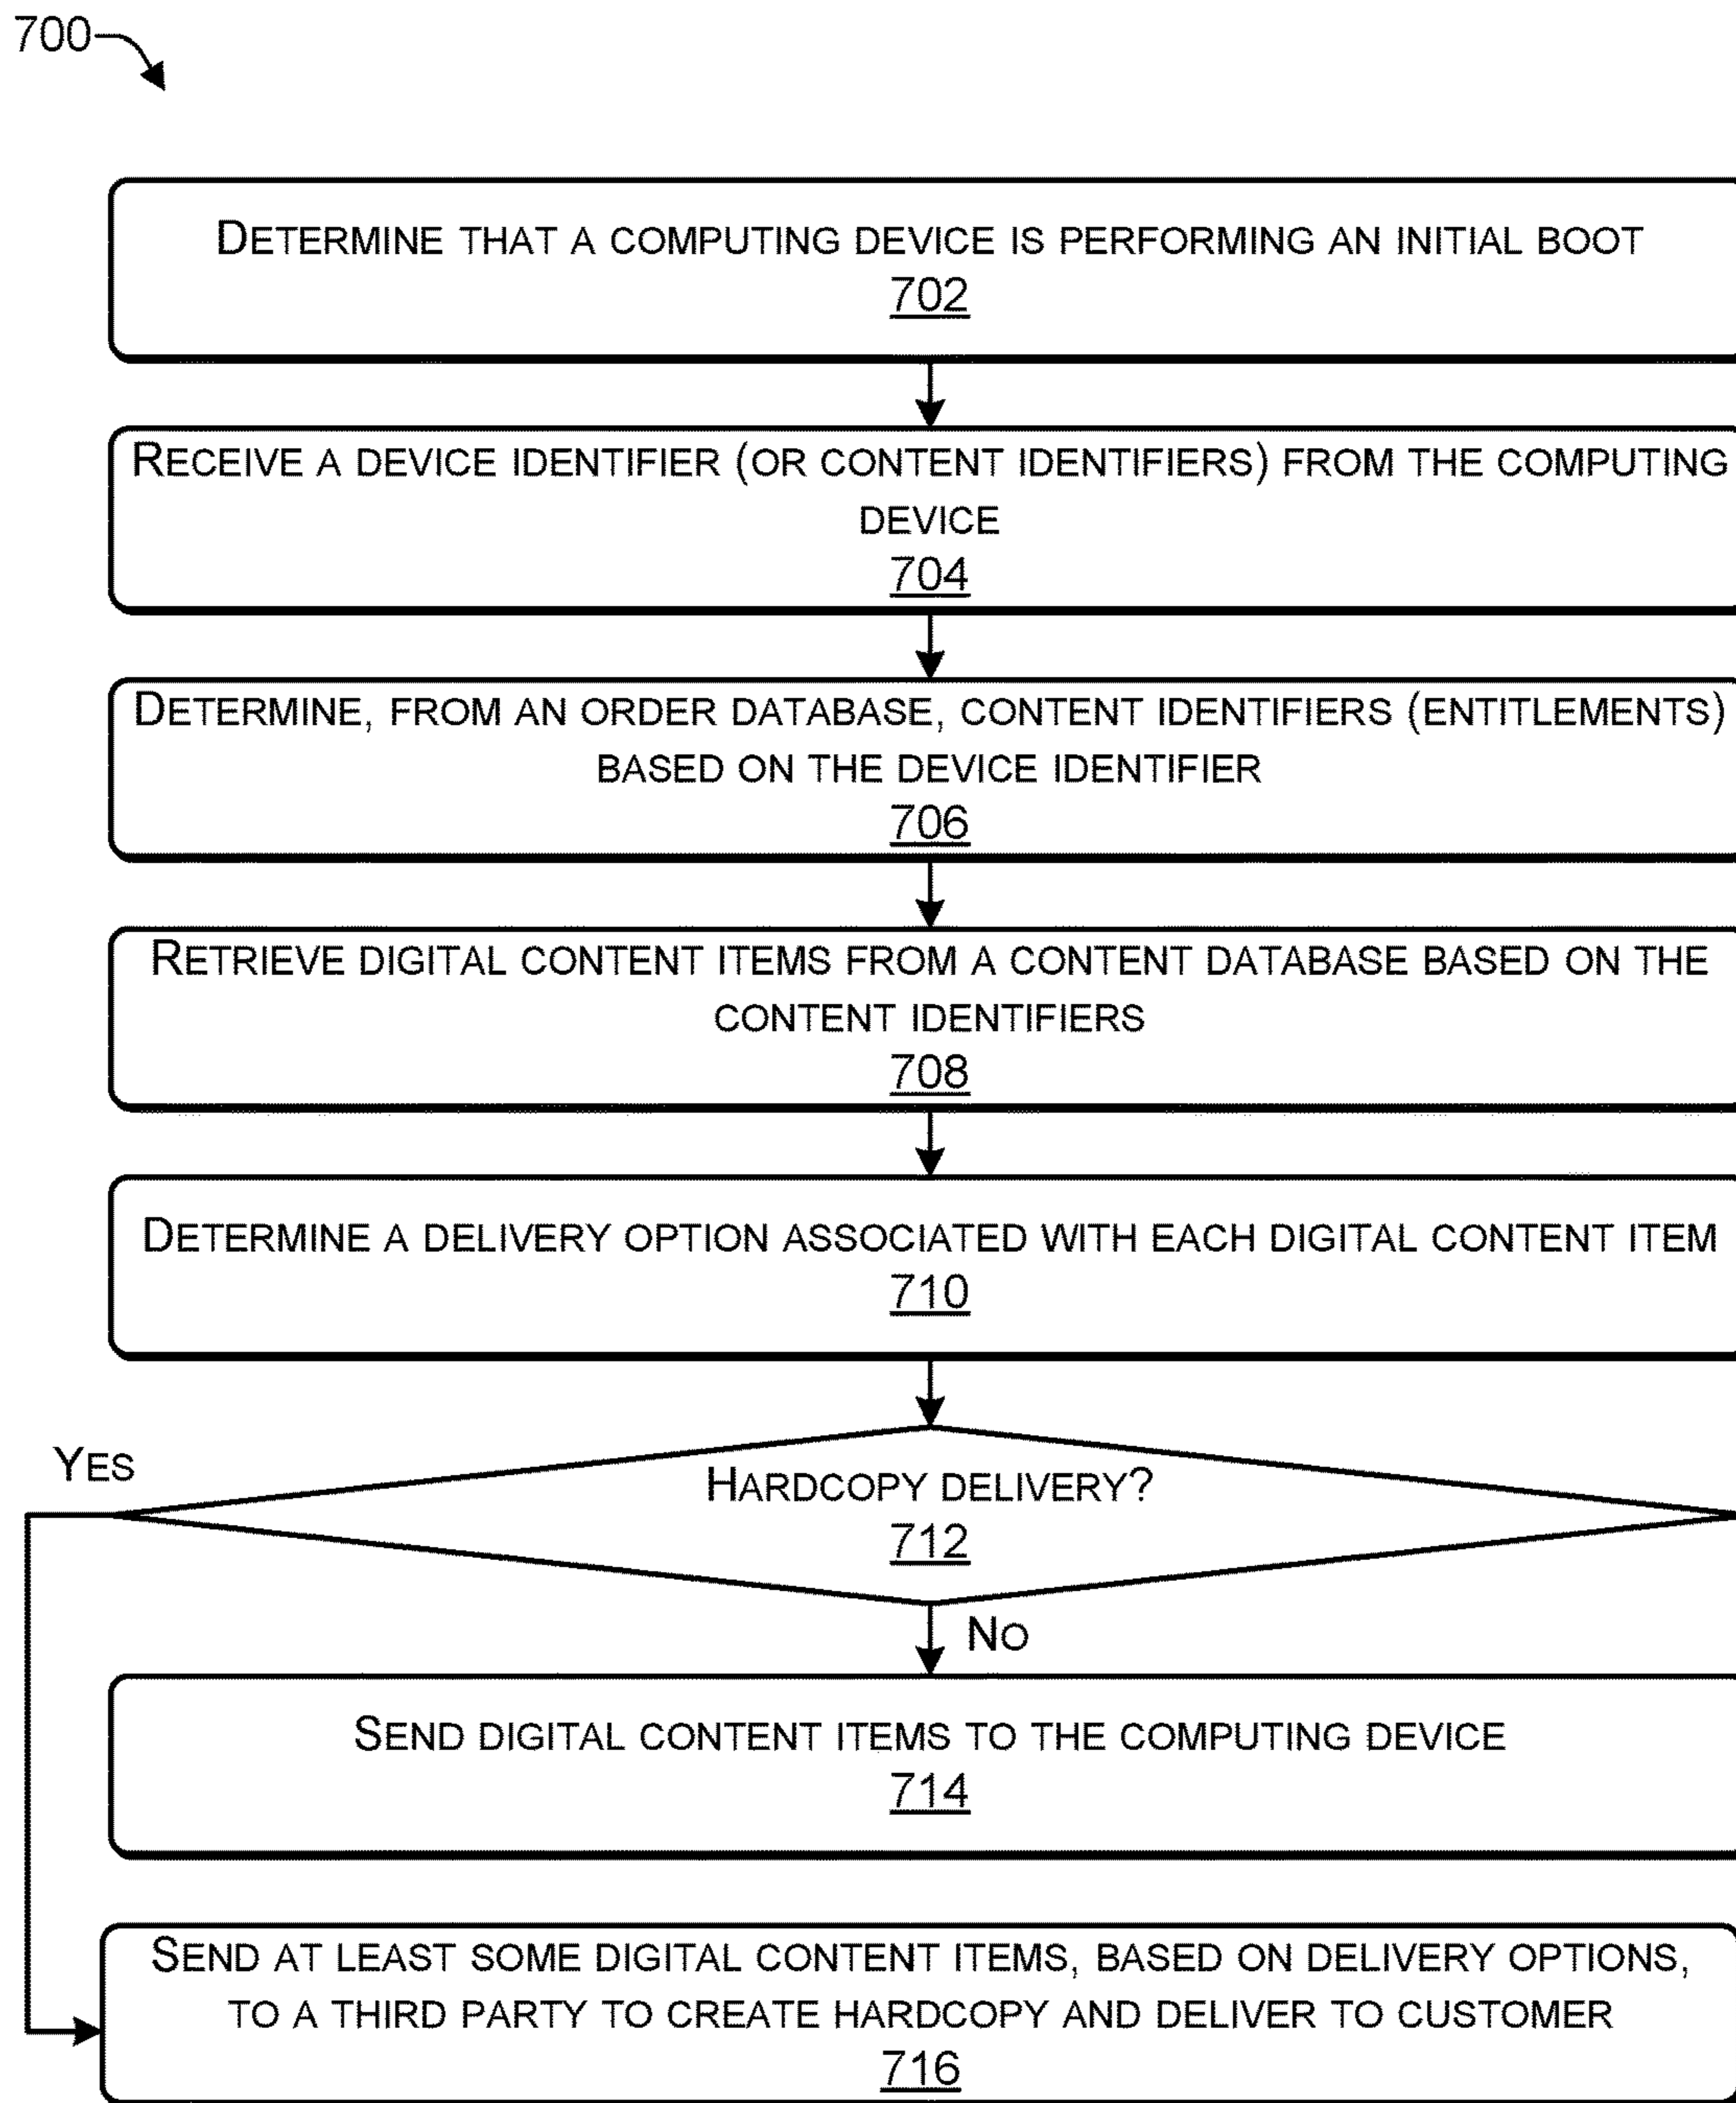 700
DETERMINE THAT A COMPUTING DEVICE IS PERFORMING AN INITIAL BOOT
702
RECEIVE A DEVICE IDENTIFIER (OR CONTENT IDENTIFIERS) FROM THE COMPUTING
DEVICE
704
DETERMINE, FROM AN ORDER DATABASE, CONTENT IDENTIFIERS (ENTITLEMENTS)
BASED ON THE DEVICE IDENTIFIER
706
RETRIEVE DIGITAL CONTENT ITEMS FROM A CONTENT DATABASE BASED ON THE
CONTENT IDENTIFIERS
708
DETERMINE A DELIVERY OPTION ASSOCIATED WITH EACH DIGITAL CONTENT ITEM
710
YES
HARDCOPY DELIVERY?
712
NO
SEND DIGITAL CONTENT ITEMS TO THE COMPUTING DEVICE
714
SEND AT LEAST SOME DIGITAL CONTENT ITEMS, BASED ON DELIVERY OPTIONS,
TO A THIRD PARTY TO CREATE HARDCOPY AND DELIVER TO CUSTOMER
716